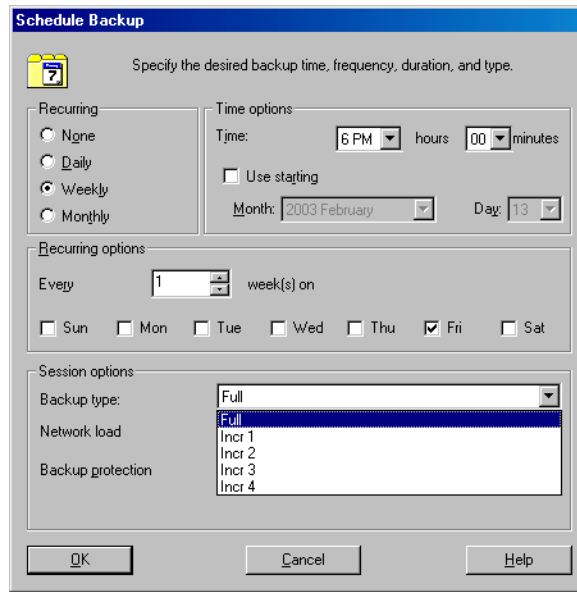 Schedule Backup
7
Specify the desired backup time, frequency, duration, and type.
Recurring
None
Daily
Weekly
Monthly
Time options
Time: 6 PM hours 00 minutes
Use starting
Month: 2003 February Day: 13
Recurring options
Every 1 week(s) on
Sun Mon Tue Wed Thu Fri Sat
Session options
Backup type: Full
Full
Network load
Incr 1
Incr 2
Backup protection
Incr 3
Incr 4
OK Cancel Help